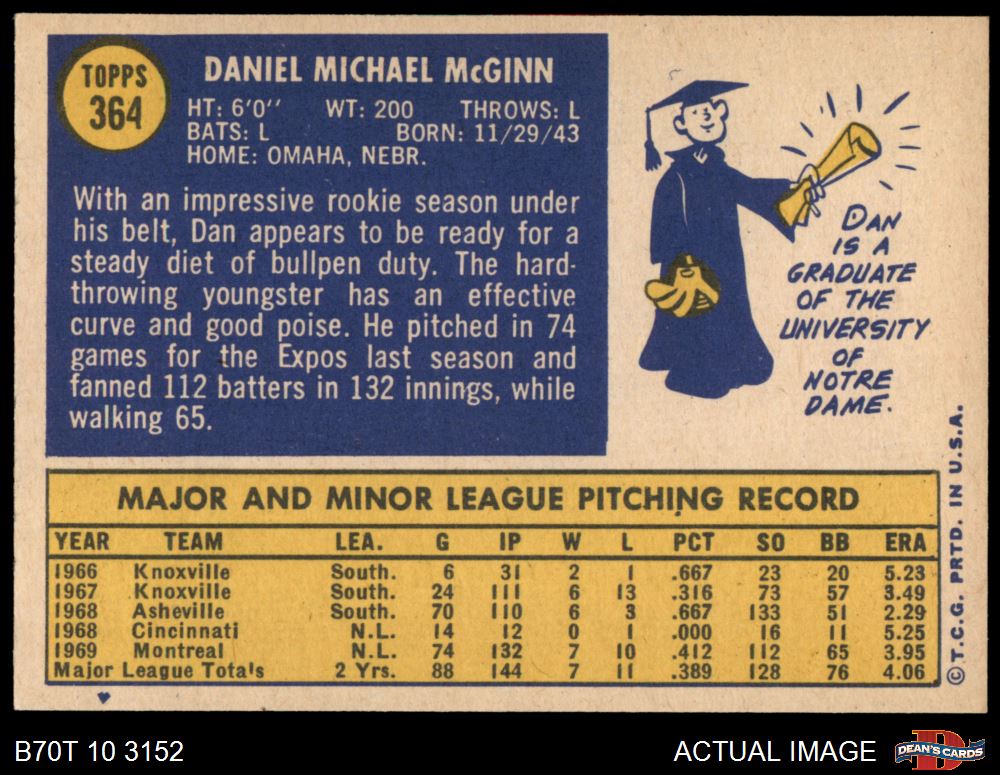 TOPPS
364
DANIEL MICHAEL McGINN
HT: 6'0'' WT: 200 THROWS: L
BATS: L BORN: 11/29/43
HOME: OMAHA, NEBR.
With an impressive rookie season under
his belt, Dan appears to be ready for a
steady diet of bullpen duty. The hard-
throwing youngster has an effective
curve and good poise. He pitched in 74
games for the Expos last season and
fanned 112 batters in 132 innings, while
walking 65.
DAN
IS A
GRADUATE
OF THE
UNIVERSITY
OF
NOTRE
DAME.
MAJOR AND MINOR LEAGUE PITCHING RECORD
YEAR TEAM LEA. G IP W L PCT SO BB ERA
1966 Knoxville South. 6 31 2 1 .667 23 20 5.23
1967 Knoxville South. 24 111 6 13 .316 73 57 3.49
1968 Asheville South. 70 110 6 3 .667 133 51 2.29
1968 Cincinnati N.L. 14 12 0 1 .000 16 11 5.25
1969 Montreal N.L. 74 132 7 10 .412 112 65 3.95
Major League Totals 2 Yrs. 88 144 7 11 .389 128 76 4.06
© T.C.G. PRTD. IN U.S.A.
B70T 10 3152
ACTUAL IMAGE
D
DEAN'S CARDS